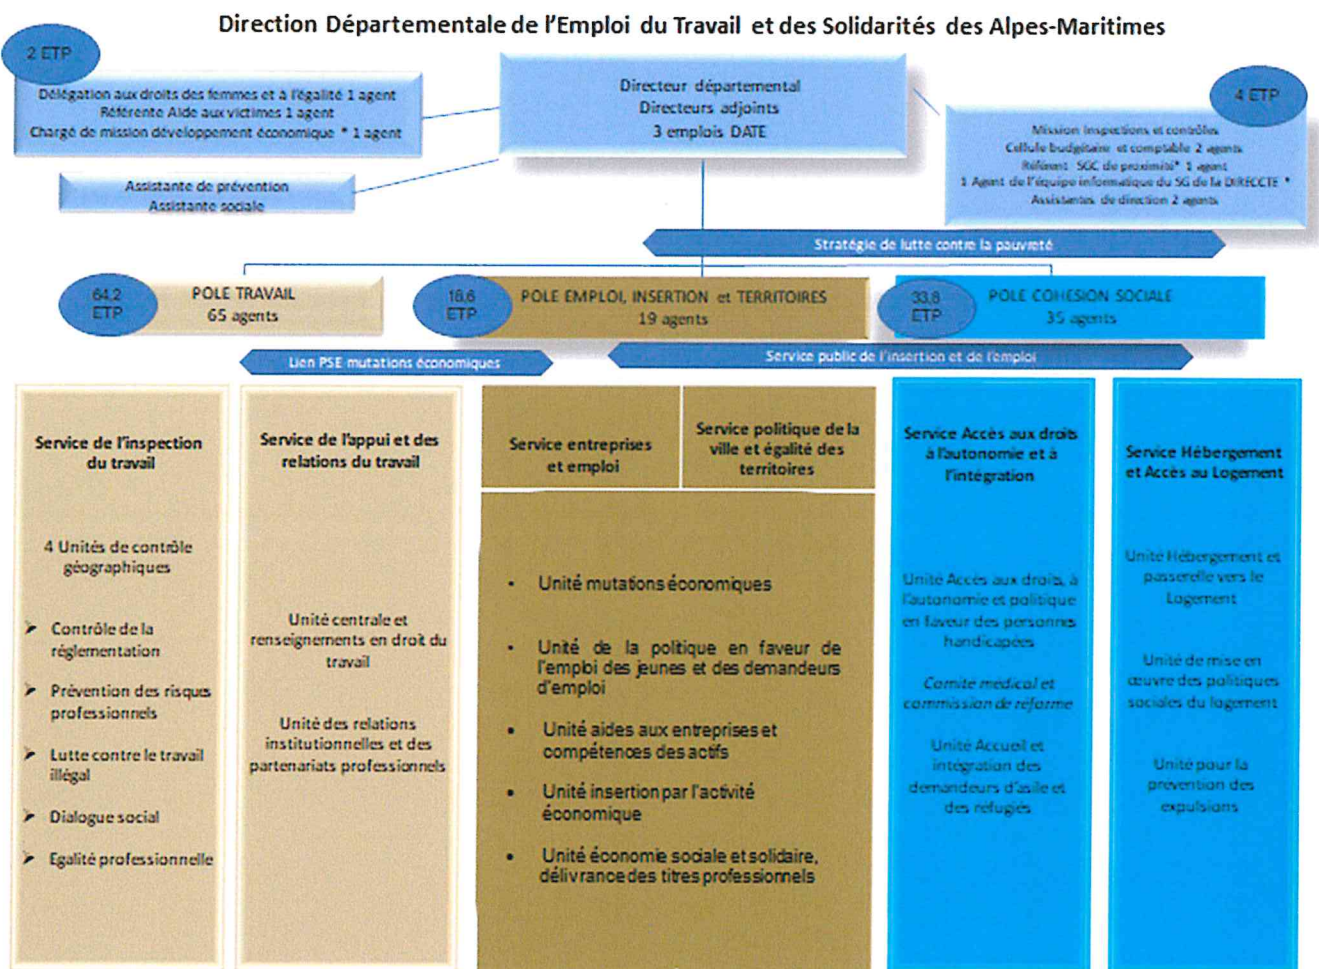 Direction Départementale de l'Emploi du Travail et des Solidarités des Alpes-Maritimes
2 ETP
Délégation aux droits des femmes et à l'égalité 1 agent
Référente Aide aux victimes 1 agent
Chargé de mission développement économique * 1 agent
Assistante de prévention
Assistante sociale
Directeur départemental
Directeurs adjoints
3 emplois DATE
4 ETP
Mission Inspections et contrôles
Cellule budgétaire et comptable 2 agents
Référent SGC de proximité* 1 agent
1 Agent de l'équipe informatique du SG de la DIRECCTE *
Assistantes de direction 2 agents
Stratégie de lutte contre la pauvreté
64,2
ETP
POLE TRAVAIL
65 agents
18,6
ETP
POLE EMPLOI, INSERTION et TERRITOIRES
19 agents
33,8
ETP
POLE COHESION SOCIALE
35 agents
Lien PSE mutations économiques
Service public de l'insertion et de l'emploi
Service de l'inspection
du travail
4 Unités de contrôle
géographiques
➢ Contrôle de la
réglementation
➢ Prévention des risques
professionnels
➢ Lutte contre le travail
illégal
➢ Dialogue social
➢ Egalité professionnelle
Service de l'appui et des
relations du travail
Unité centrale et
renseignements en droit du
travail
Unité des relations
institutionnelles et des
partenariats professionnels
Service entreprises
et emploi
Service politique de la
ville et égalité des
territoires
• Unité mutations économiques
• Unité de la politique en faveur de
l'emploi des jeunes et des demandeurs
d'emploi
• Unité aides aux entreprises et
compétences des actifs
• Unité insertion par l'activité
économique
• Unité économie sociale et solidaire,
délivrance des titres professionnels
Service Accès aux droits
à l'autonomie et à
l'intégration
Unité Accès aux droits, à
l'autonomie et politique
en faveur des personnes
handicapées
Comité médical et
commission de réforme
Unité Accueil et
intégration des
demandeurs d'asile et
des réfugiés
Service Hébergement
et Accès au Logement
Unité Hébergement et
passerelle vers le
Logement
Unité de mise en
œuvre des politiques
sociales du logement
Unité pour la
prévention des
expulsions